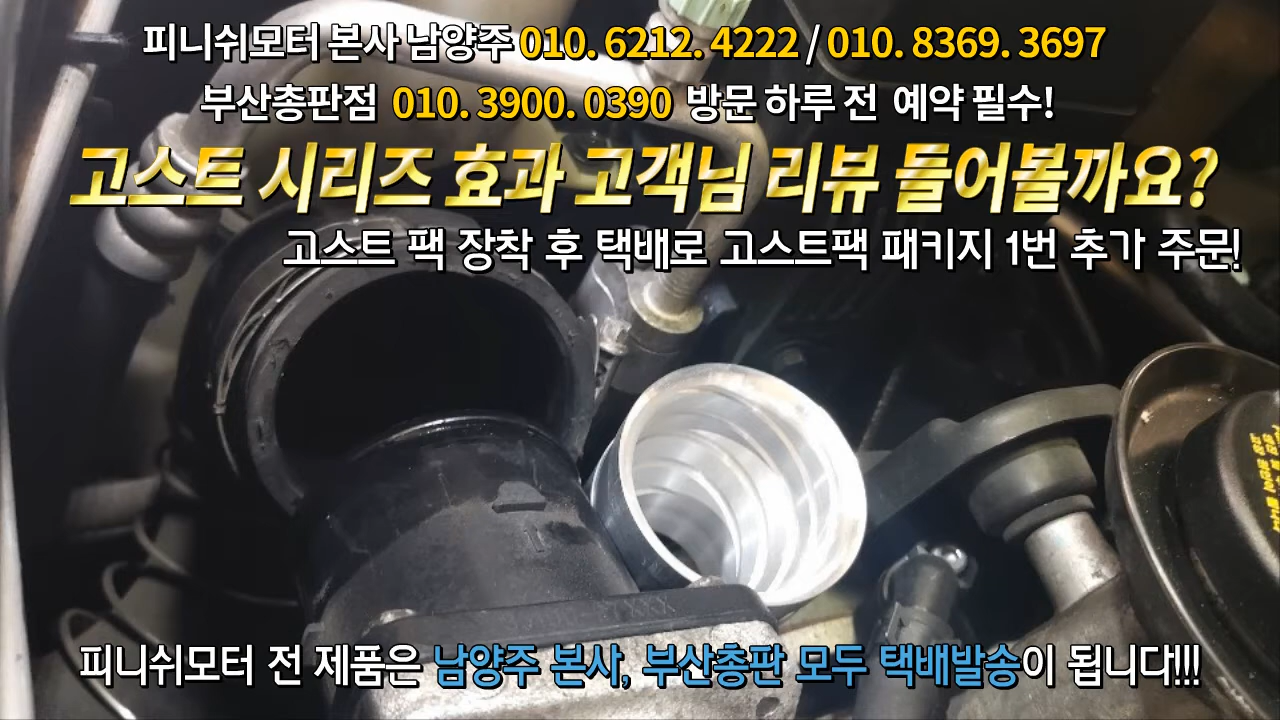 피니쉬모터 본사 남양주 010. 6212. 4222 / 010. 8369. 3697
부산총판점 010. 3900. 0390 방문 하루 전 예약 필수!
고스트 시리즈 효과 고객님 리뷰 들어볼까요?
고스트 팩 장착 후 택배로 고스트팩 패키지 1번 추가 주문!
피니쉬모터 전 제품은 남양주 본사, 부산총판 모두 택배발송이 됩니다!!!